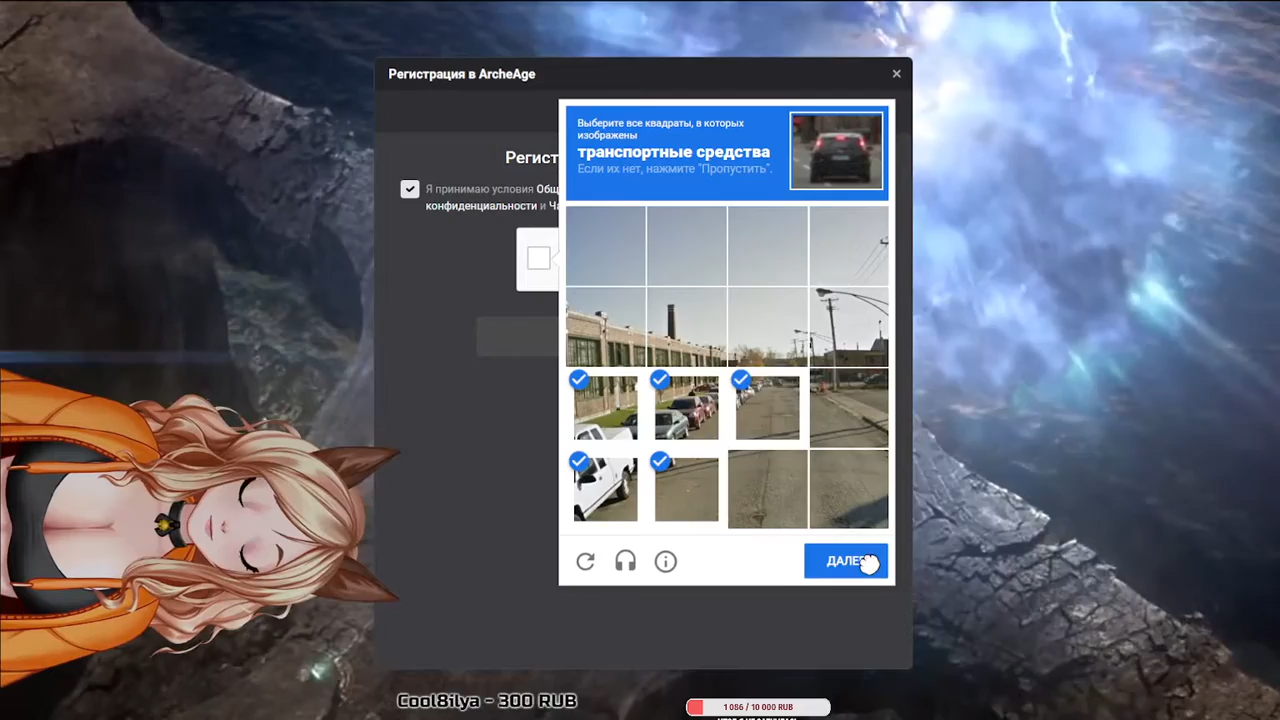 Регистрация в ArcheAge
Выберите все квадраты, в которых
изображены
транспортные средства
Если их нет, нажмите "Пропустить".
Регист
Я принимаю условия Общ
конфиденциальности и Ча
ДАЛЕ
Cool8ilya - 300 RUB
1 086 / 10 000 RUB